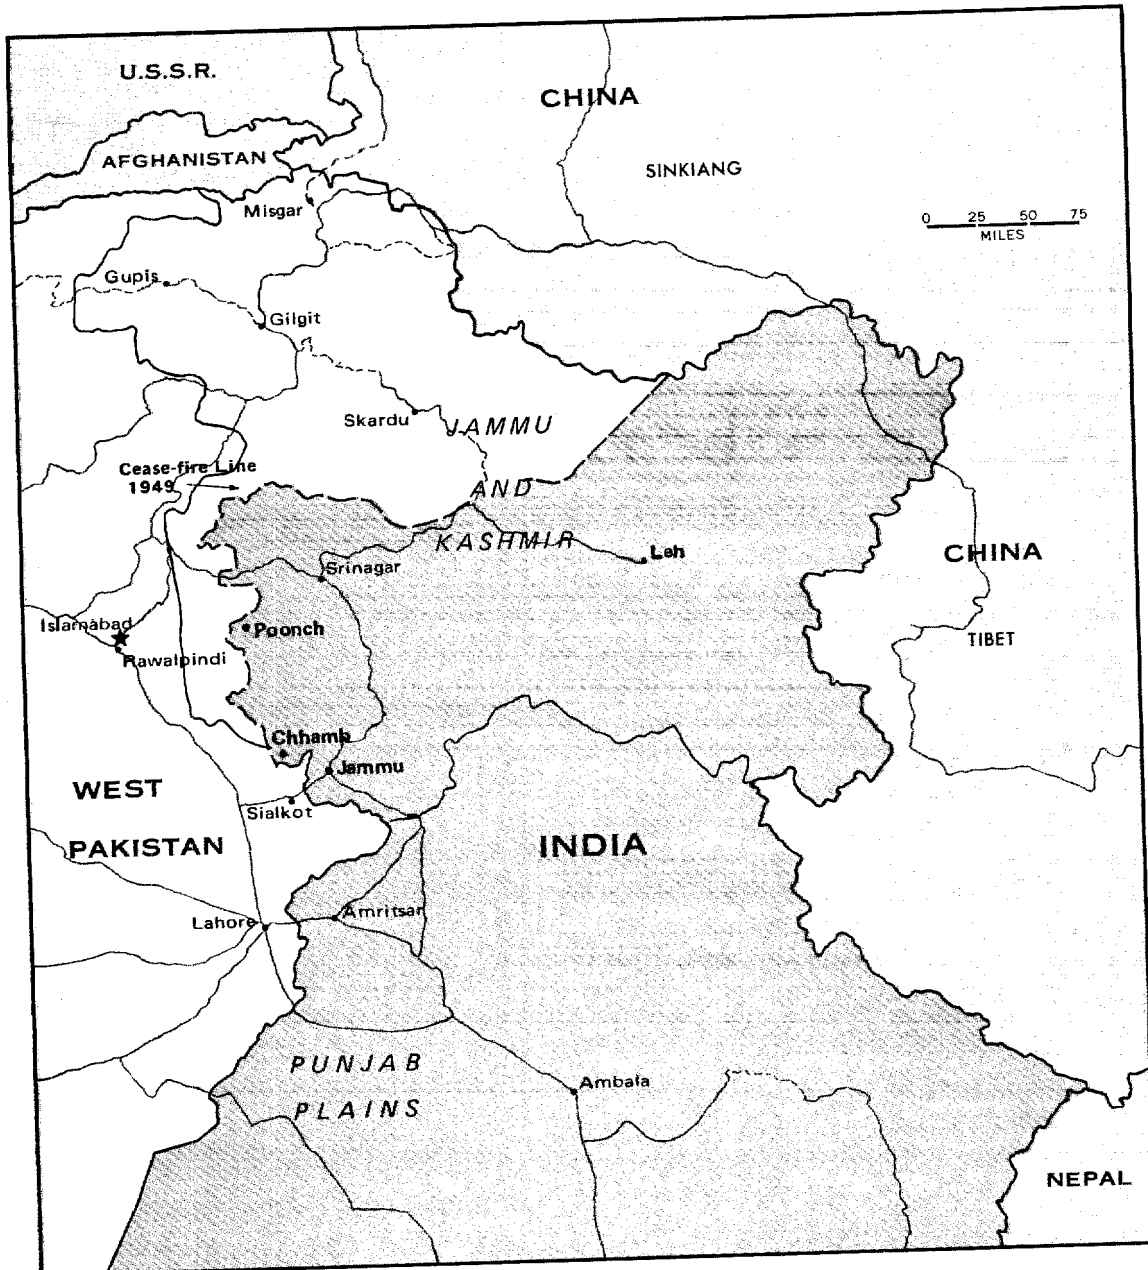 U.S.S.R.
CHINA
AFGHANISTAN
SINKIANG
Misgar
0 25 50 75
MILES
Gupis
Gilgit
Skardu
JAMMU
Cease-fire Line
1949
AND
KASHMIR
Leh
CHINA
Srinagar
Islamabad
Poonch
TIBET
Rawalpindi
Chhamb
Jammu
WEST
Sialkot
PAKISTAN
INDIA
Lahore
Amritsar
PUNJAB
Ambala
PLAINS
NEPAL